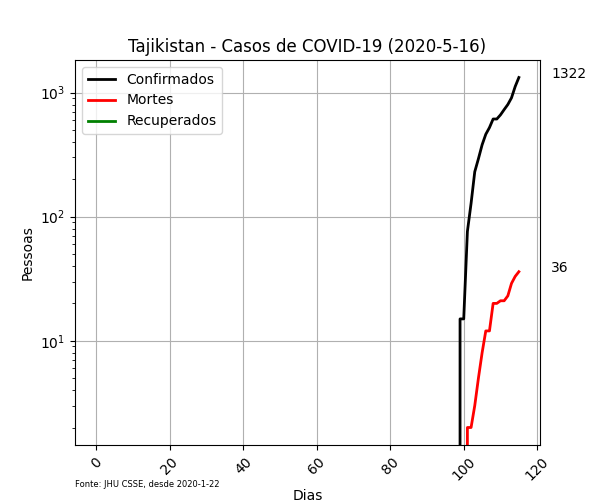 Tajikistan - Casos de COVID-19 (2020-5-16)
Confirmados
Mortes
Recuperados
1322
36
10³
10²
10¹
Pessoas
0 20 40 60 80 100 120
Fonte: JHU CSSE, desde 2020-1-22
Dias